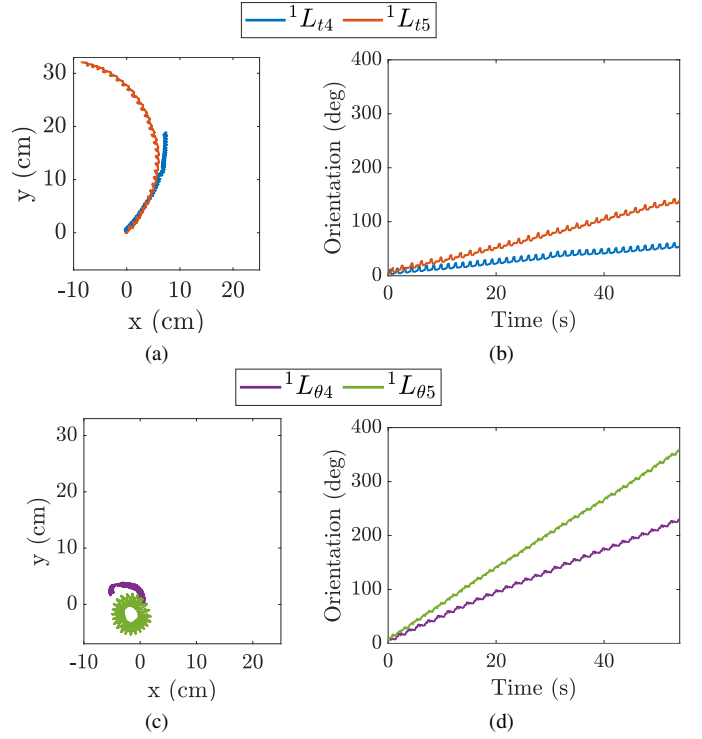 ¹Lₜ₄ ¹Lₜ₅
30
20
10
0
y (cm)
-10 0 10 20
x (cm)
(a)
400
300
200
100
0
Orientation (deg)
0 20 40
Time (s)
(b)
¹L_θ4 ¹L_θ5
30
20
10
0
y (cm)
-10 0 10 20
x (cm)
(c)
400
300
200
100
0
Orientation (deg)
0 20 40
Time (s)
(d)